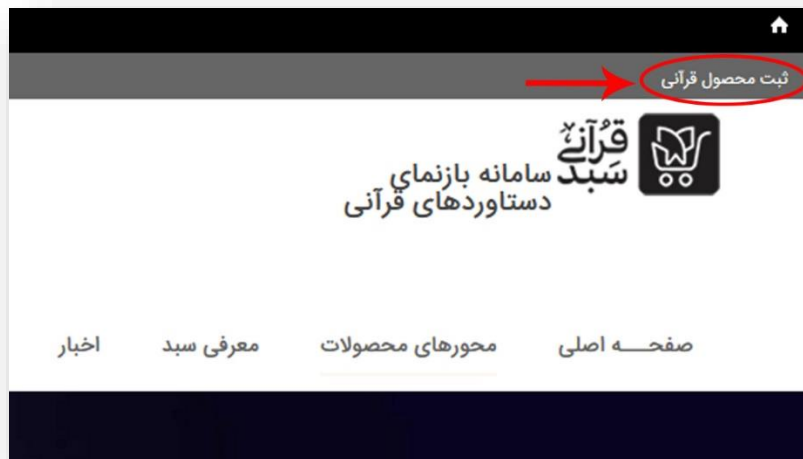 ثبت محصول قرآنی
قرآنی
سبد
سامانه بازنمای
دستاوردهای قرآنی
صفحـــه اصلی
محورهای محصولات
معرفی سبد
اخبار